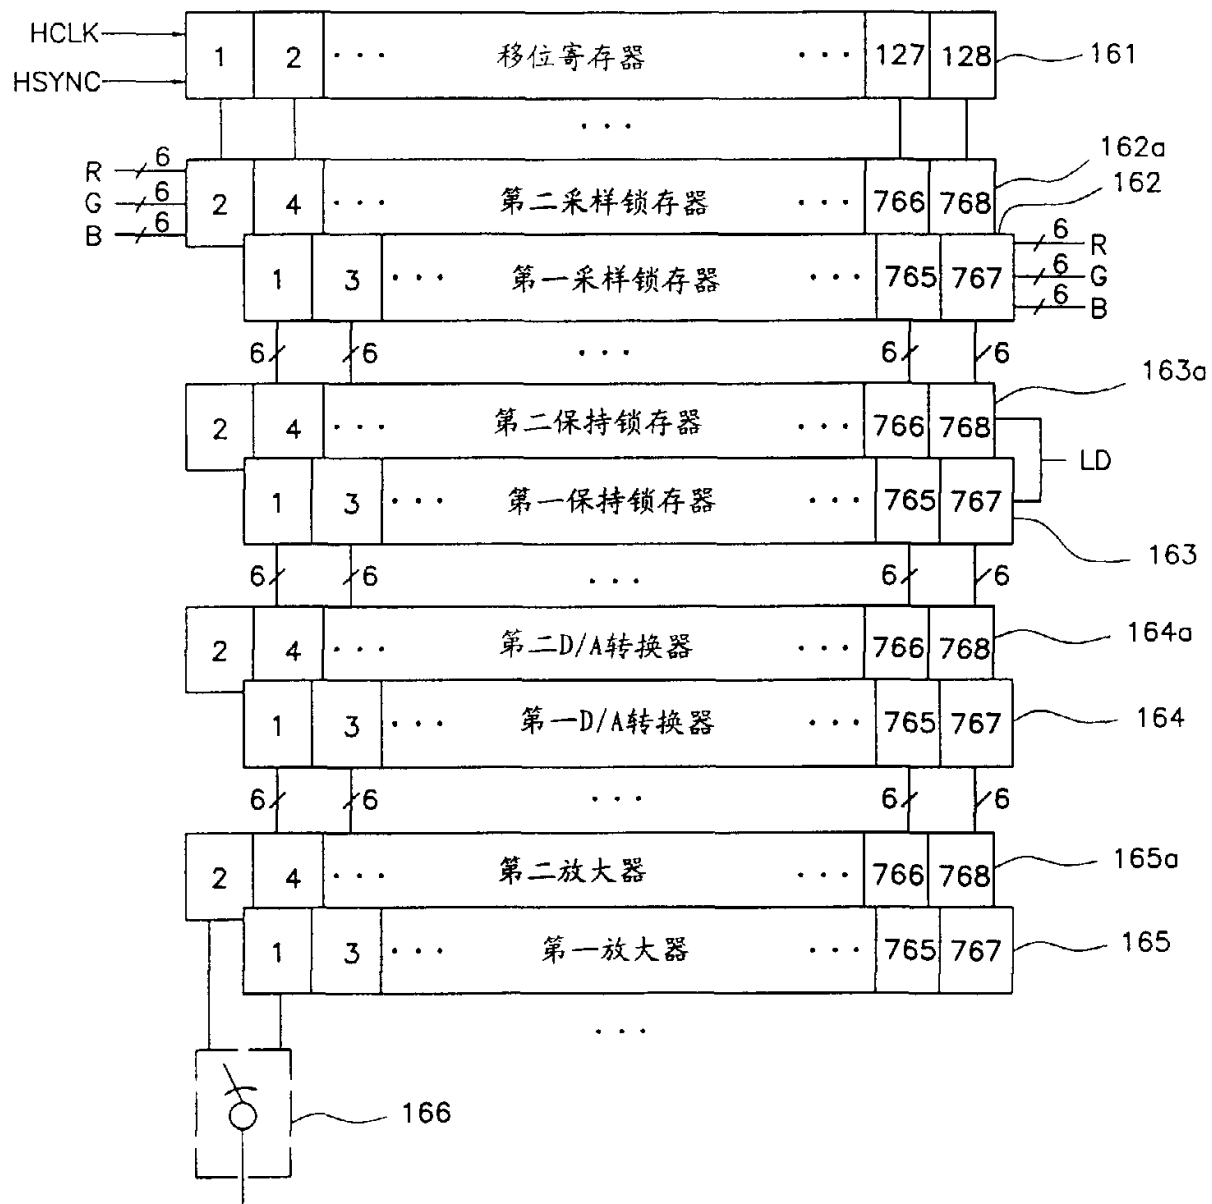 HCLK
HSYNC
1 2 ··· 移位寄存器 ··· 127 128
161
···
R 6
G 6
B 6
2 4 ··· 第二采样锁存器 ··· 766 768
162a
162
1 3 ··· 第一采样锁存器 ··· 765 767
6 R
6 G
6 B
6 6 ··· 6 6
2 4 ··· 第二保持锁存器 ··· 766 768
163a
LD
1 3 ··· 第一保持锁存器 ··· 765 767
163
6 6 ··· 6 6
2 4 ··· 第二D/A转换器 ··· 766 768
164a
1 3 ··· 第一D/A转换器 ··· 765 767
164
6 6 ··· 6 6
2 4 ··· 第二放大器 ··· 766 768
165a
1 3 ··· 第一放大器 ··· 765 767
165
···
166